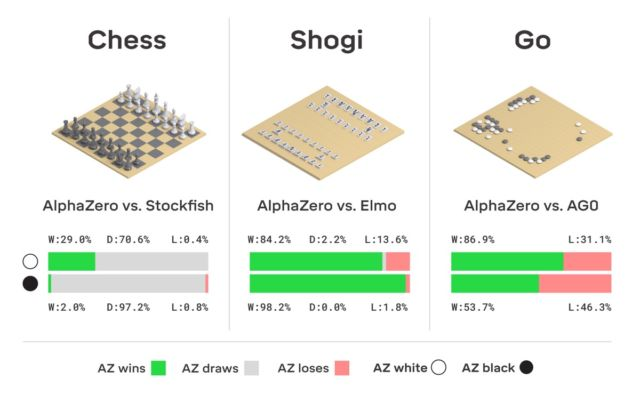 Chess
Shogi
Go
AlphaZero vs. Stockfish
AlphaZero vs. Elmo
AlphaZero vs. AG0
W:29.0% D:70.6% L:0.4%
W:84.2% D:2.2% L:13.6%
W:86.9% L:31.1%
W:2.0% D:97.2% L:0.8%
W:98.2% D:0.0% L:1.8%
W:53.7% L:46.3%
AZ wins
AZ draws
AZ loses
AZ white
AZ black